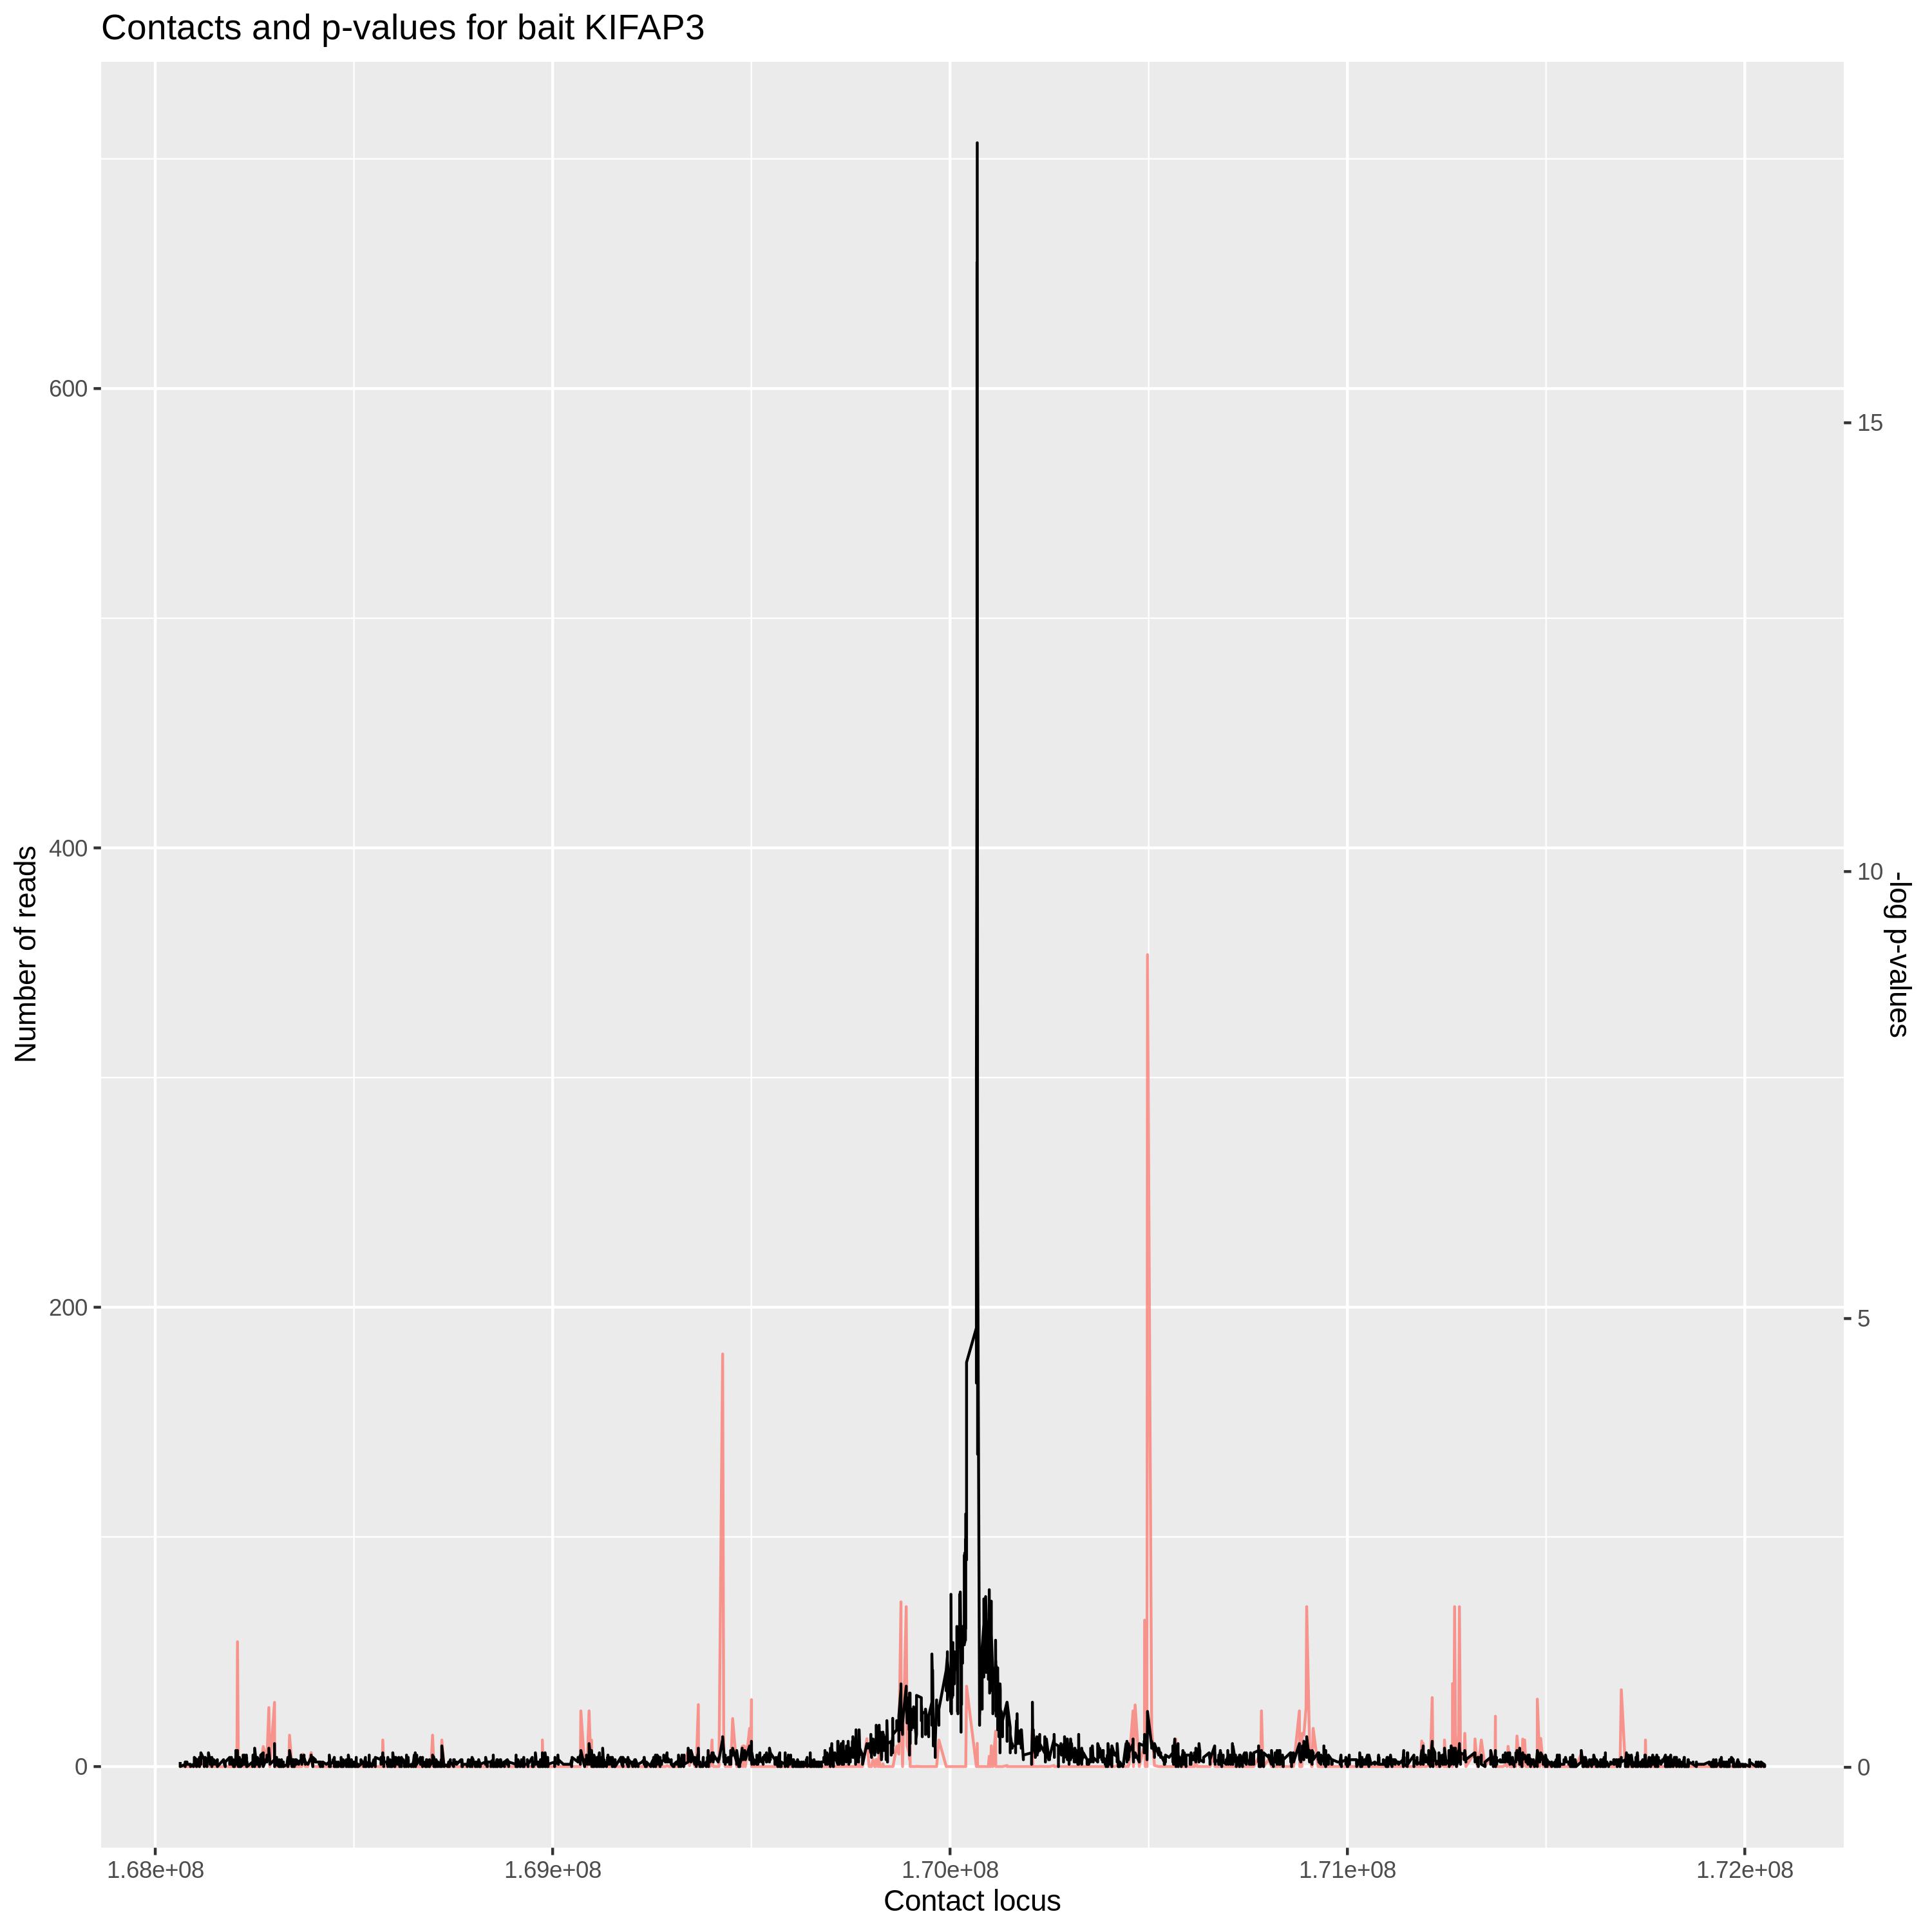 Contacts and p-values for bait KIFAP3
600
400
200
0
Number of reads
15
10
5
0
-log p-values
1.68e+08
1.69e+08
1.70e+08
1.71e+08
1.72e+08
Contact locus